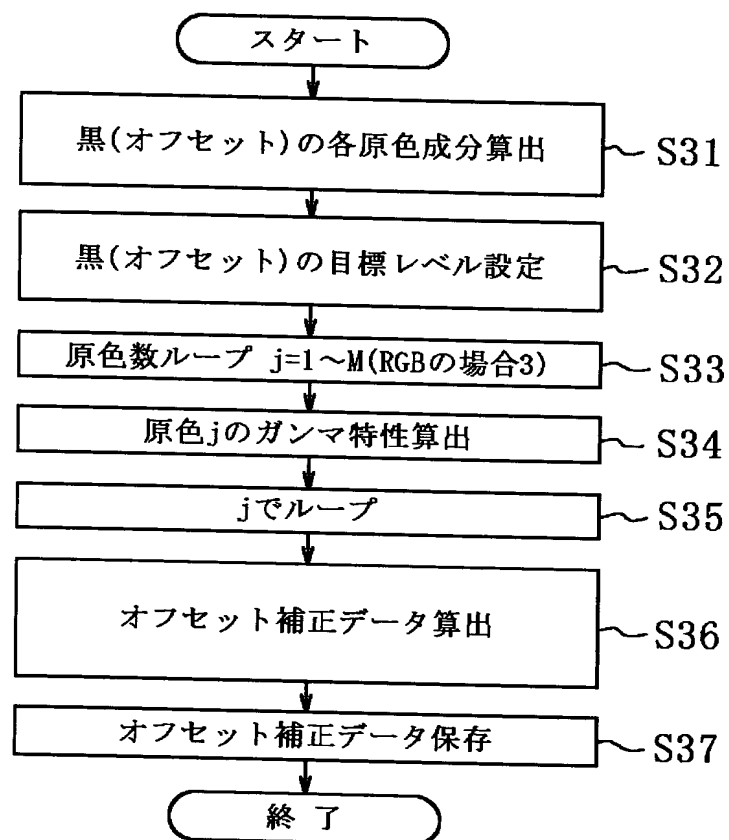 スタート
黒(オフセット)の各原色成分算出
S31
黒(オフセット)の目標レベル設定
S32
原色数ループ j=1～M(RGBの場合3)
S33
原色jのガンマ特性算出
S34
jでループ
S35
オフセット補正データ算出
S36
オフセット補正データ保存
S37
終 了